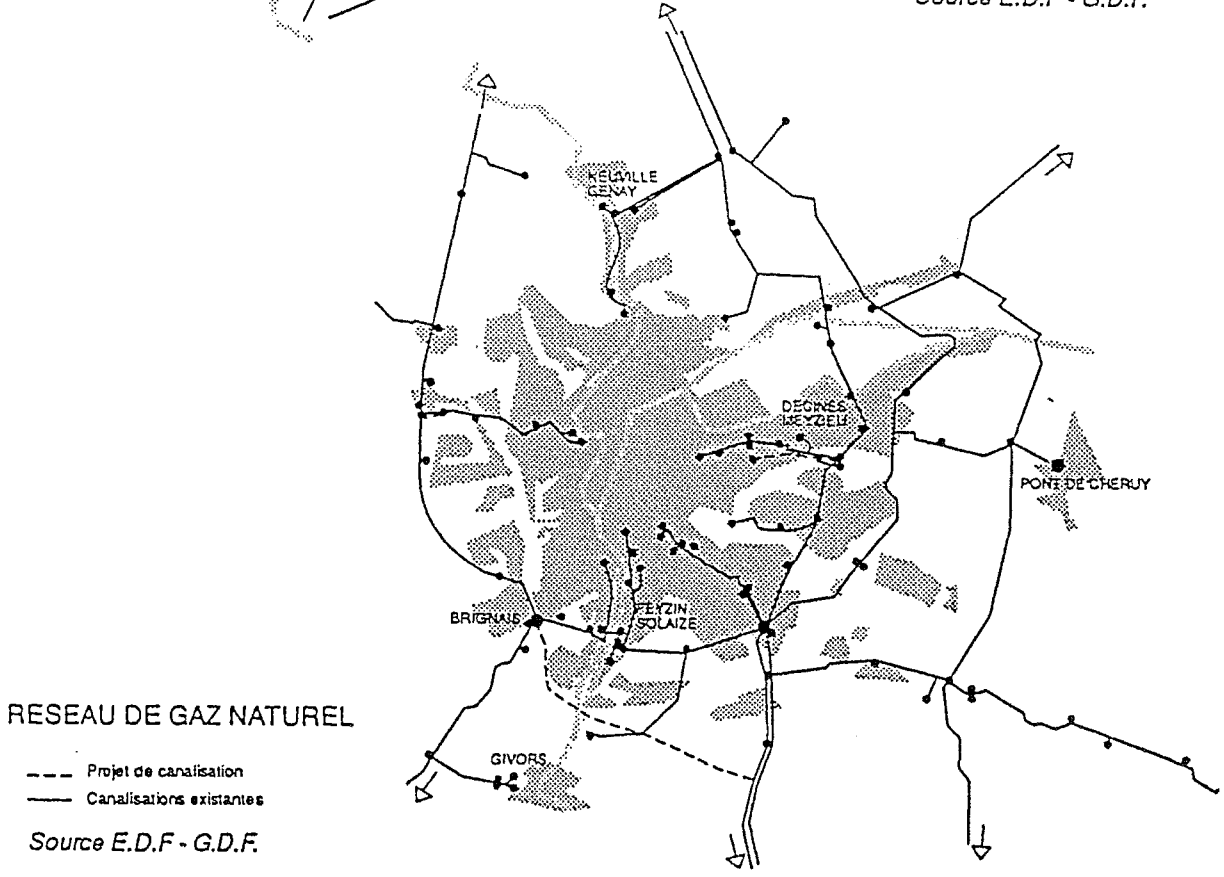 Source E.D.F - G.D.F.
NEUVILLE
GENAY
DECINES
MEYZIEU
PONT DE CHERUY
BRIGNAIS
FEYZIN
SOLAIZE
GIVORS
RESEAU DE GAZ NATUREL
Projet de canalisation
Canalisations existantes
Source E.D.F - G.D.F.